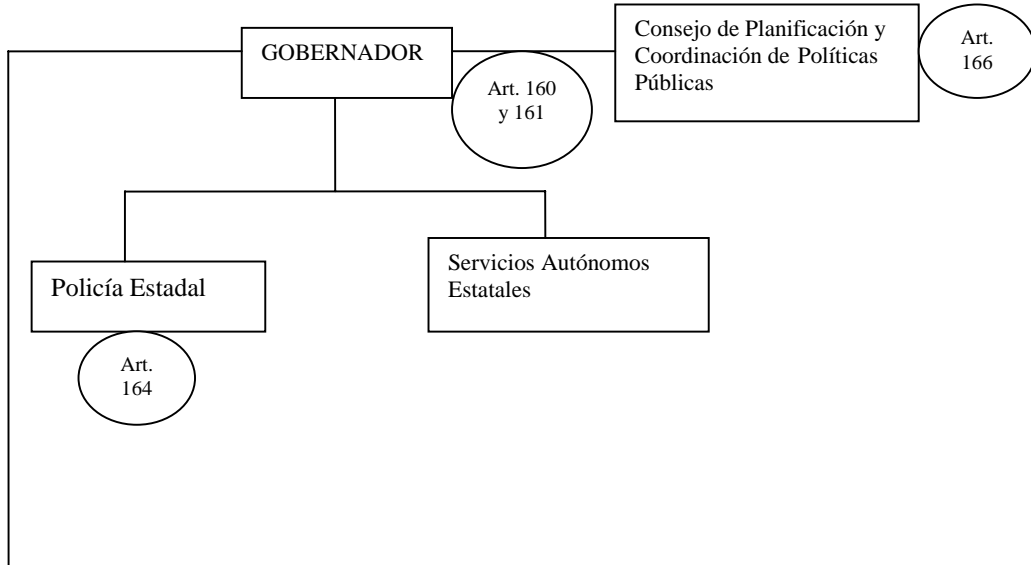 GOBERNADOR
Art. 160
y 161
Consejo de Planificación y
Coordinación de Políticas
Públicas
Art.
166
Policía Estadal
Art.
164
Servicios Autónomos
Estatales